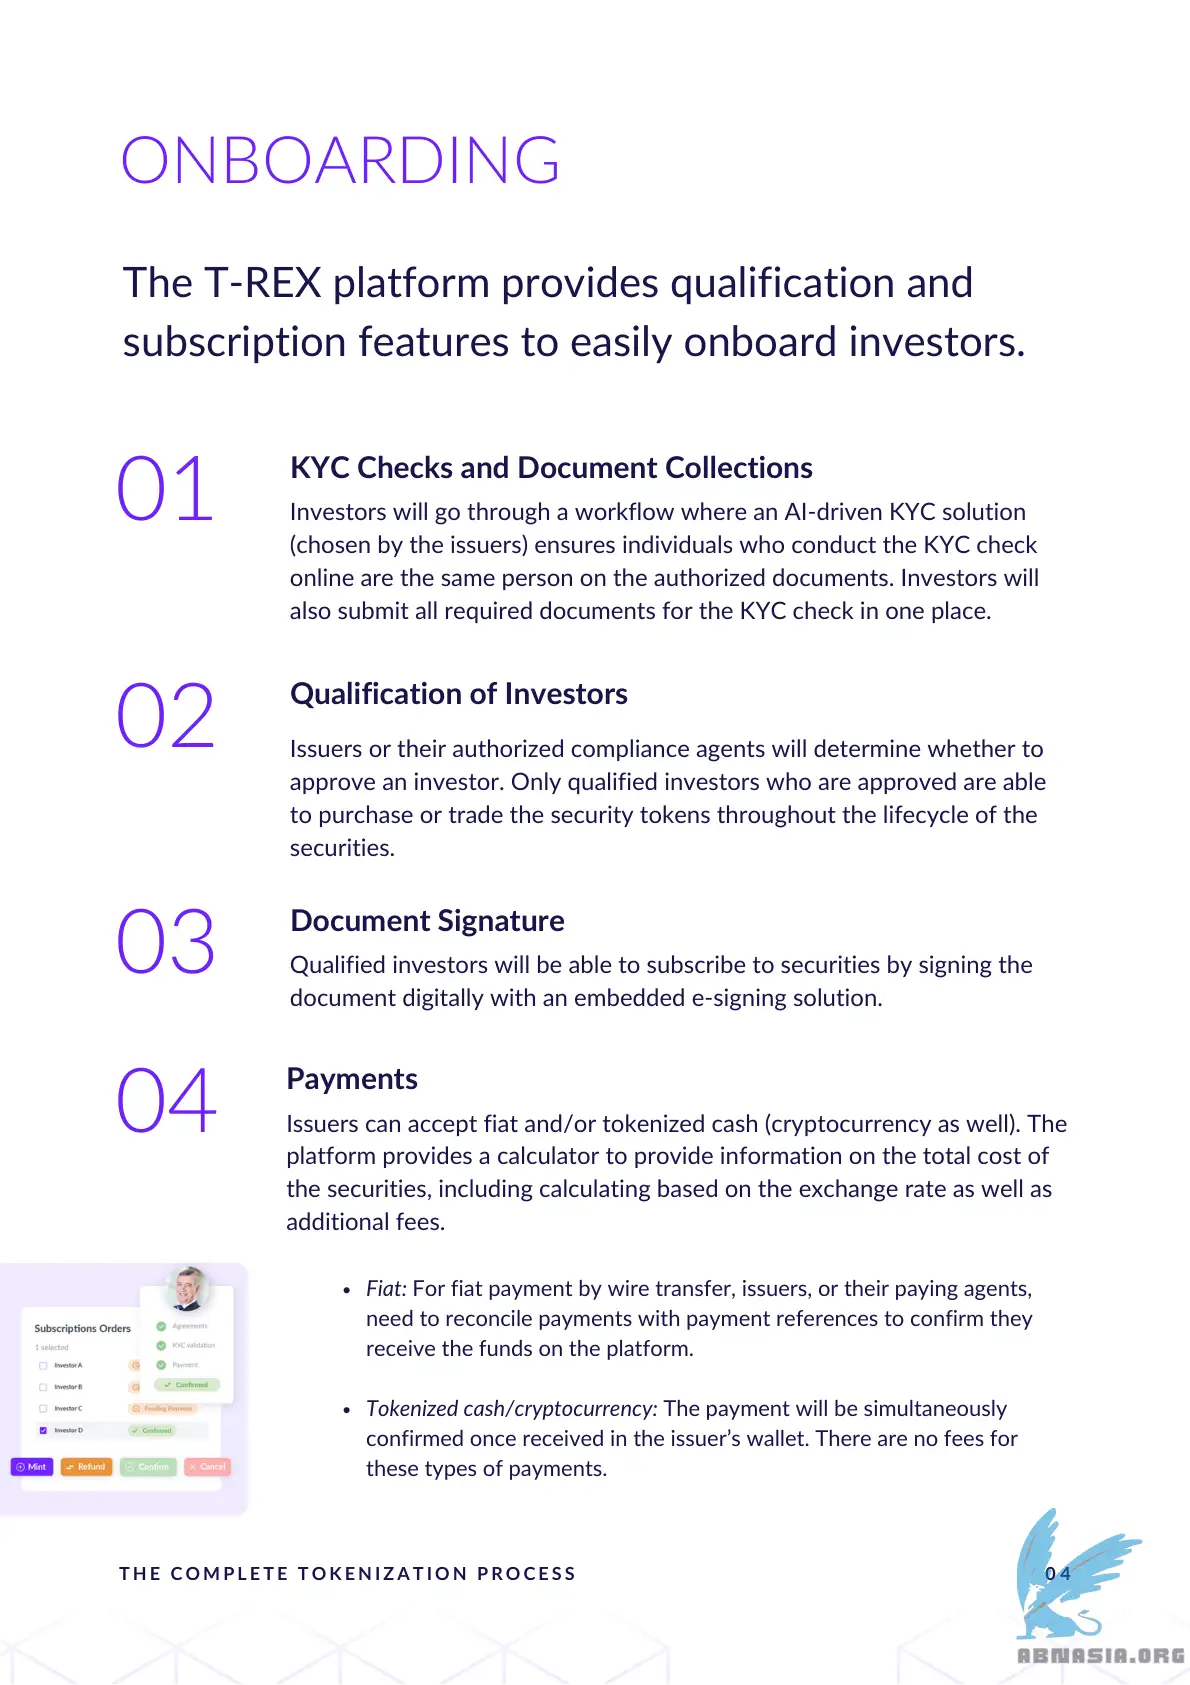 ONBOARDING
The T-REX platform provides qualification and
subscription features to easily onboard investors.
01
KYC Checks and Document Collections
Investors will go through a workflow where an AI-driven KYC solution
(chosen by the issuers) ensures individuals who conduct the KYC check
online are the same person on the authorized documents. Investors will
also submit all required documents for the KYC check in one place.
02
Qualification of Investors
Issuers or their authorized compliance agents will determine whether to
approve an investor. Only qualified investors who are approved are able
to purchase or trade the security tokens throughout the lifecycle of the
securities.
03
Document Signature
Qualified investors will be able to subscribe to securities by signing the
document digitally with an embedded e-signing solution.
04
Payments
Issuers can accept fiat and/or tokenized cash (cryptocurrency as well). The
platform provides a calculator to provide information on the total cost of
the securities, including calculating based on the exchange rate as well as
additional fees.
• Fiat: For fiat payment by wire transfer, issuers, or their paying agents,
need to reconcile payments with payment references to confirm they
receive the funds on the platform.
• Tokenized cash/cryptocurrency: The payment will be simultaneously
confirmed once received in the issuer's wallet. There are no fees for
these types of payments.
Subscriptions Orders
1 selected
Investor A
Investor B
Investor C
Pending Payment
Investor D
Confirmed
Agreements
KYC validation
Payment
Confirmed
Mint
Refund
Confirm
Cancel
THE COMPLETE TOKENIZATION PROCESS
04
ABNASIA.ORG